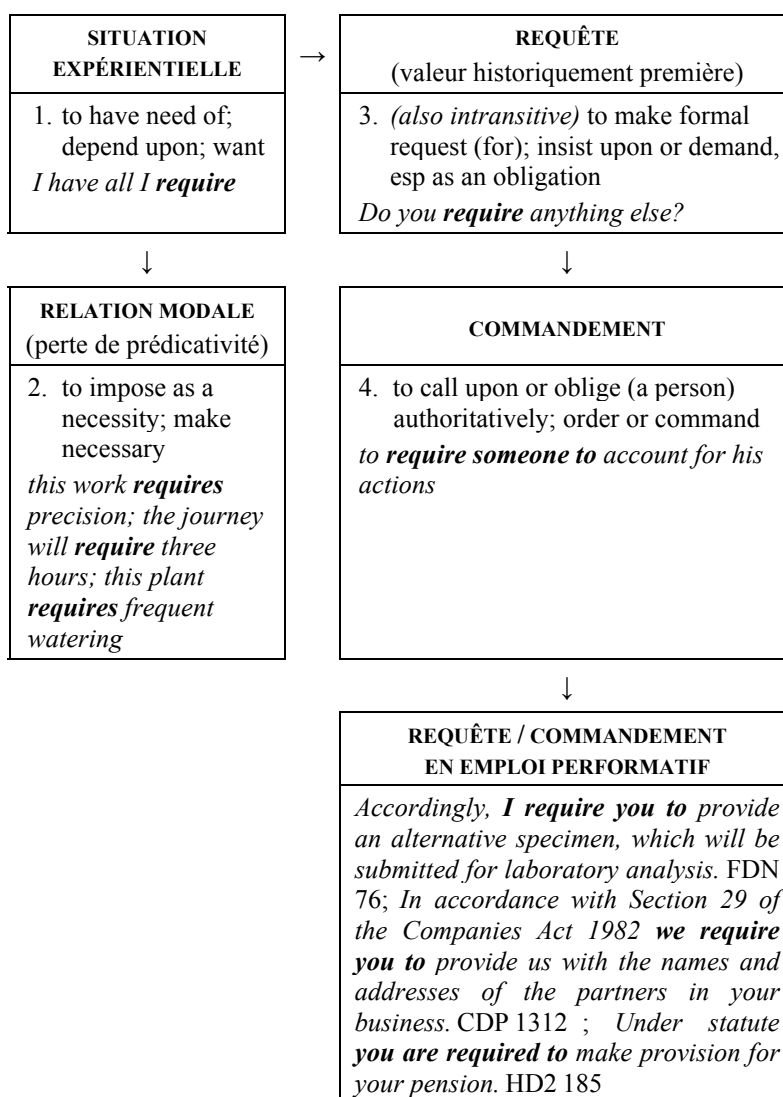 SITUATION
EXPÉRIENTIELLE
1. to have need of;
depend upon; want
I have all I require
→
REQUÊTE
(valeur historiquement première)
3. (also intransitive) to make formal
request (for); insist upon or demand,
esp as an obligation
Do you require anything else?
↓
↓
RELATION MODALE
(perte de prédicativité)
2. to impose as a
necessity; make
necessary
this work requires
precision; the journey
will require three
hours; this plant
requires frequent
watering
COMMANDEMENT
4. to call upon or oblige (a person)
authoritatively; order or command
to require someone to account for his
actions
↓
REQUÊTE / COMMANDEMENT
EN EMPLOI PERFORMATIF
Accordingly, I require you to provide
an alternative specimen, which will be
submitted for laboratory analysis. FDN
76; In accordance with Section 29 of
the Companies Act 1982 we require
you to provide us with the names and
addresses of the partners in your
business. CDP 1312 ; Under statute
you are required to make provision for
your pension. HD2 185